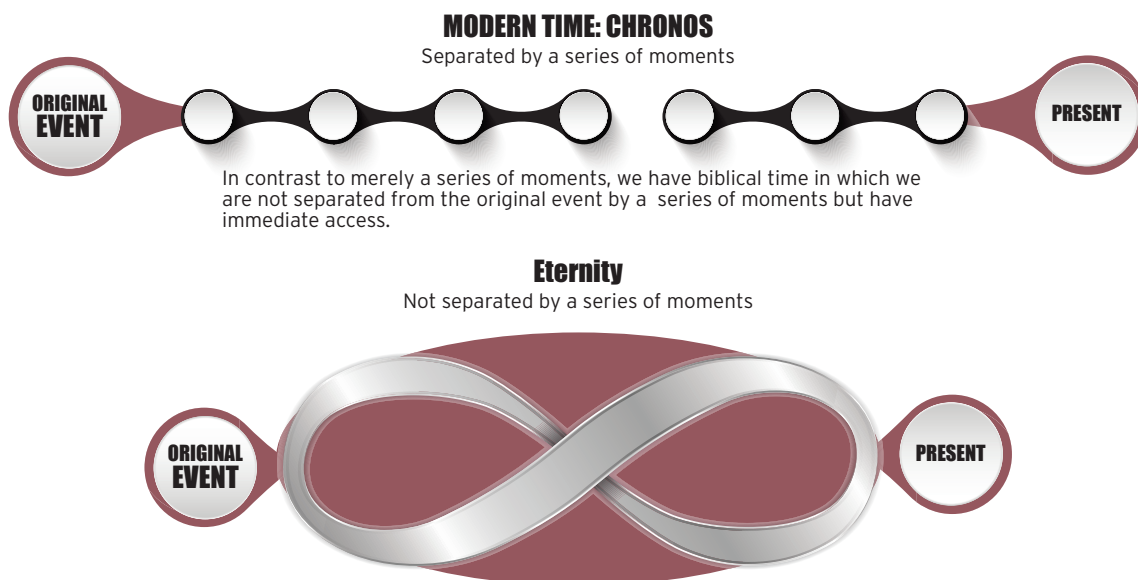 MODERN TIME: CHRONOS
Separated by a series of moments
ORIGINAL
EVENT
PRESENT
In contrast to merely a series of moments, we have biblical time in which we
are not separated from the original event by a  series of moments but have
immediate access.
Eternity
Not separated by a series of moments
ORIGINAL
EVENT
PRESENT